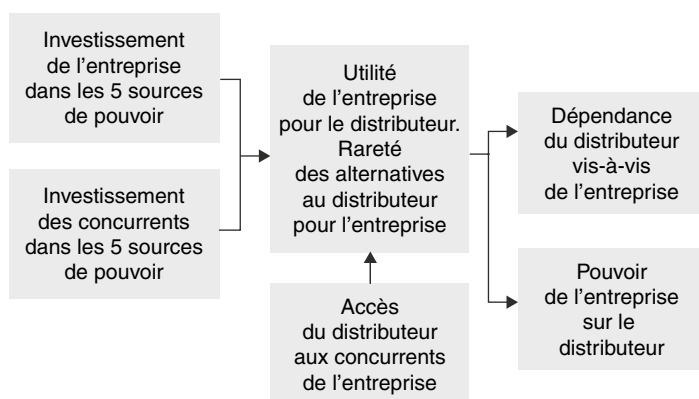 Investissement
de l’entreprise
dans les 5 sources
de pouvoir
Investissement
des concurrents
dans les 5 sources
de pouvoir
Utilité
de l’entreprise
pour le distributeur.
Rareté
des alternatives
au distributeur
pour l’entreprise
Accès
du distributeur
aux concurrents
de l’entreprise
Dépendance
du distributeur
vis-à-vis
de l’entreprise
Pouvoir
de l’entreprise
sur le
distributeur